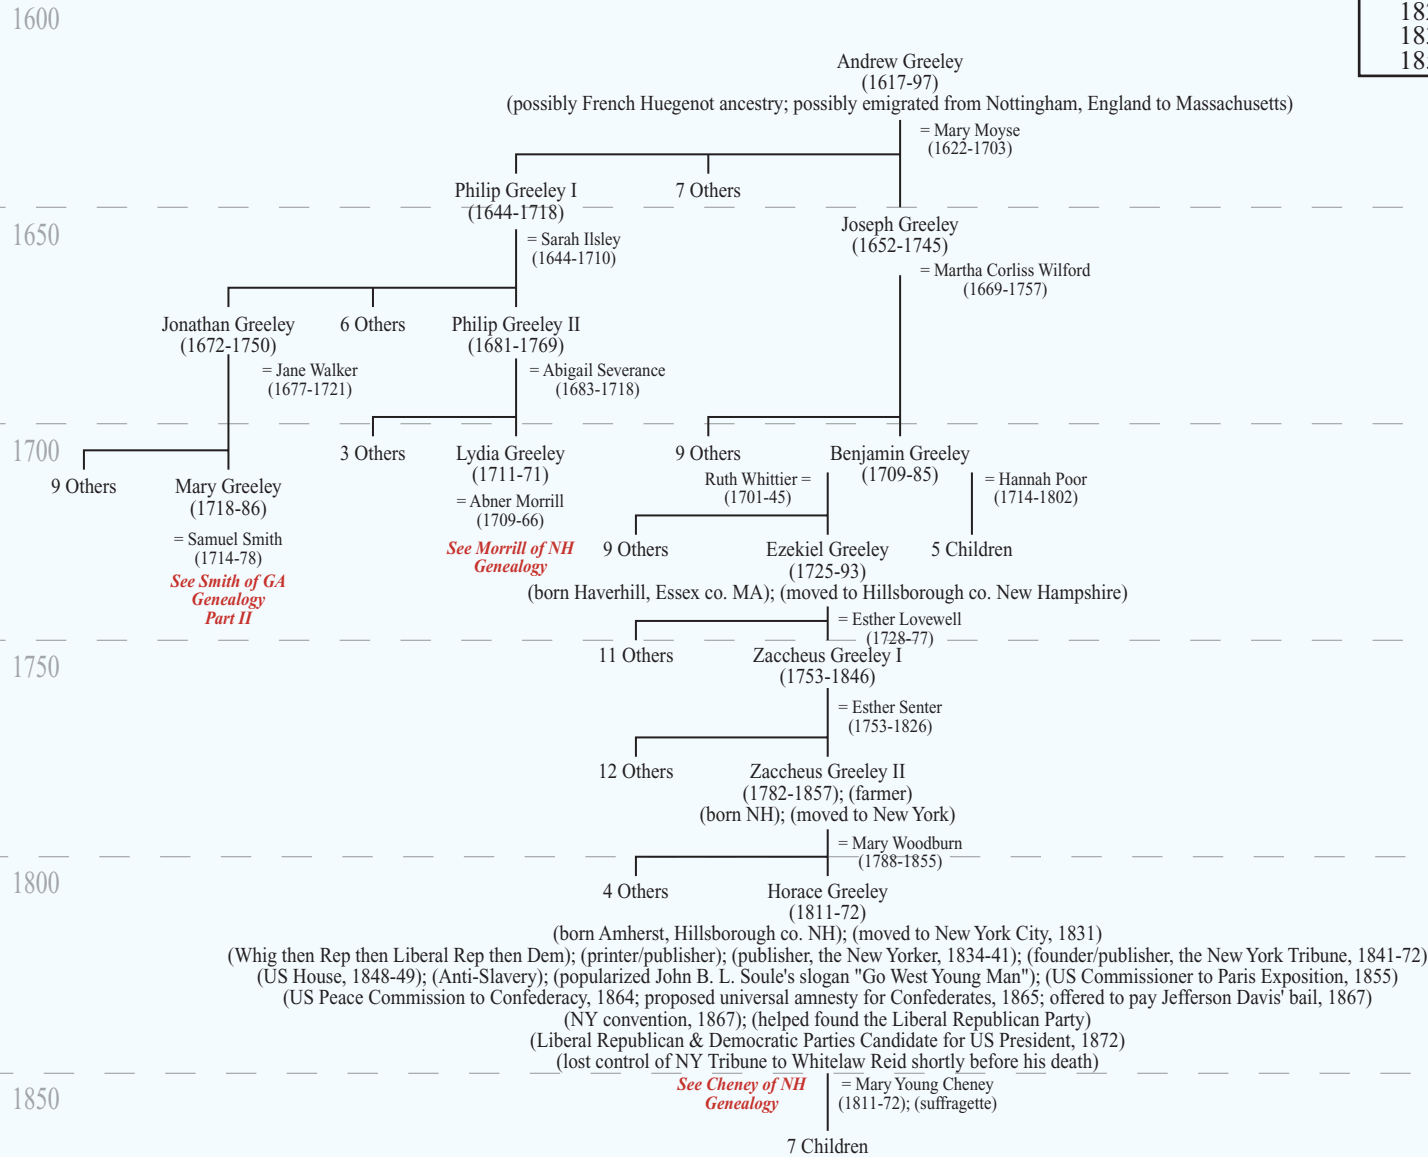 1600
Andrew Greeley
(1617-97)
(possibly French Huegenot ancestry; possibly emigrated from Nottingham, England to Massachusetts)
= Mary Moyse
(1622-1703)
Philip Greeley I
(1644-1718)
7 Others
1650
Joseph Greeley
(1652-1745)
= Sarah Ilsley
(1644-1710)
= Martha Corliss Wilford
(1669-1757)
Jonathan Greeley
(1672-1750)
6 Others
Philip Greeley II
(1681-1769)
= Jane Walker
(1677-1721)
= Abigail Severance
(1683-1718)
1700
3 Others
Lydia Greeley
(1711-71)
9 Others
Benjamin Greeley
(1709-85)
9 Others
Mary Greeley
(1718-86)
= Abner Morrill
(1709-66)
Ruth Whittier =
(1701-45)
= Hannah Poor
(1714-1802)
= Samuel Smith
(1714-78)
See Smith of GA
Genealogy
Part II
See Morrill of NH
Genealogy
9 Others
Ezekiel Greeley
(1725-93)
5 Children
(born Haverhill, Essex co. MA); (moved to Hillsborough co. New Hampshire)
= Esther Lovewell
(1728-77)
1750
11 Others
Zaccheus Greeley I
(1753-1846)
= Esther Senter
(1753-1826)
12 Others
Zaccheus Greeley II
(1782-1857); (farmer)
(born NH); (moved to New York)
= Mary Woodburn
(1788-1855)
1800
4 Others
Horace Greeley
(1811-72)
(born Amherst, Hillsborough co. NH); (moved to New York City, 1831)
(Whig then Rep then Liberal Rep then Dem); (printer/publisher); (publisher, the New Yorker, 1834-41); (founder/publisher, the New York Tribune, 1841-72)
(US House, 1848-49); (Anti-Slavery); (popularized John B. L. Soule's slogan "Go West Young Man"); (US Commissioner to Paris Exposition, 1855)
(US Peace Commission to Confederacy, 1864; proposed universal amnesty for Confederates, 1865; offered to pay Jefferson Davis' bail, 1867)
(NY convention, 1867); (helped found the Liberal Republican Party)
(Liberal Republican & Democratic Parties Candidate for US President, 1872)
(lost control of NY Tribune to Whitelaw Reid shortly before his death)
See Cheney of NH
Genealogy
= Mary Young Cheney
(1811-72); (suffragette)
1850
7 Children